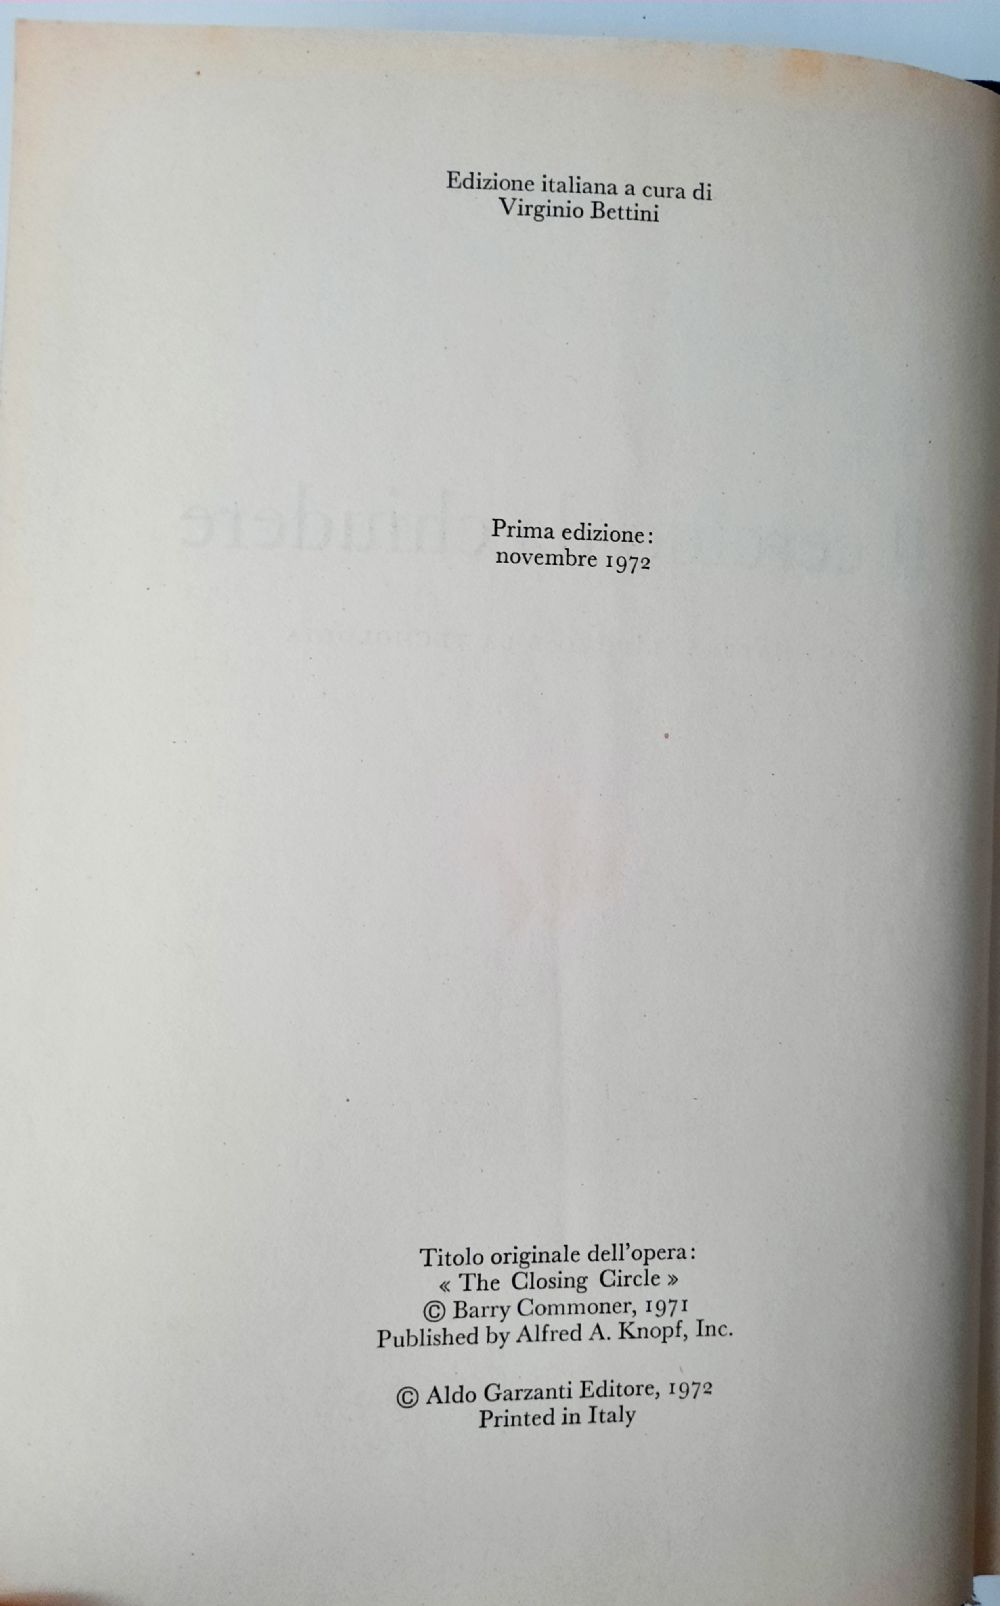 Edizione italiana a cura di
Virginio Bettini
Prima edizione:
novembre 1972
Titolo originale dell'opera:
« The Closing Circle »
© Barry Commoner, 1971
Published by Alfred A. Knopf, Inc.
© Aldo Garzanti Editore, 1972
Printed in Italy